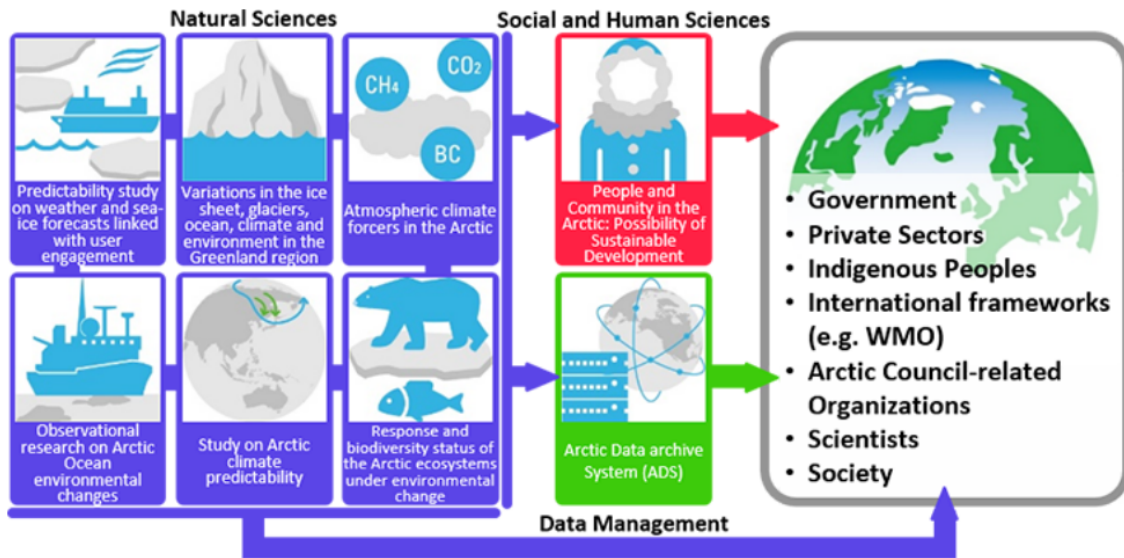 Natural Sciences
Social and Human Sciences
CH4
CO2
BC
Predictability study
on weather and sea-
ice forecasts linked
with user
engagement
Variations in the ice
sheet, glaciers,
ocean, climate and
environment in the
Greenland region
Atmospheric climate
forcers in the Arctic
People and
Community in the
Arctic: Possibility of
Sustainable
Development
Observational
research on Arctic
Ocean
environmental
changes
Study on Arctic
climate
predictability
Response and
biodiversity status of
the Arctic ecosystems
under environmental
change
Arctic Data archive
System (ADS)
Data Management
• Government
• Private Sectors
• Indigenous Peoples
• International frameworks
(e.g. WMO)
• Arctic Council-related
Organizations
• Scientists
• Society